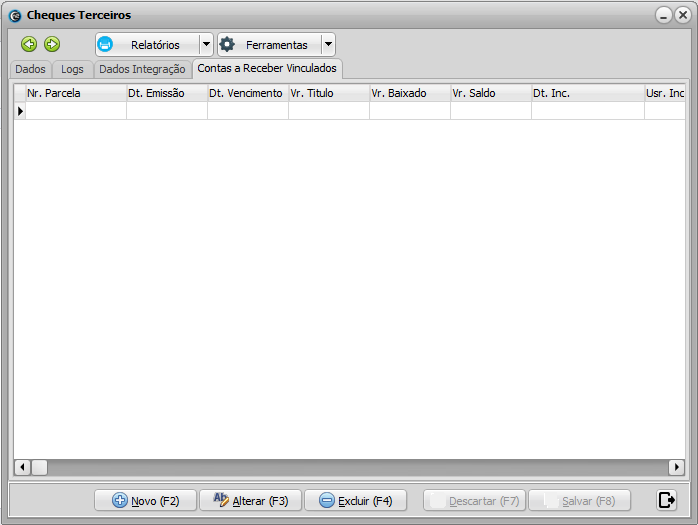 Cheques Terceiros
Relatórios Ferramentas
Dados Logs Dados Integração Contas a Receber Vinculados
Nr. Parcela Dt. Emissão Dt. Vencimento Vr. Titulo Vr. Baixado Vr. Saldo Dt. Inc. Usr. Inc
Novo (F2) Alterar (F3) Excluir (F4) Descartar (F7) Salvar (F8)